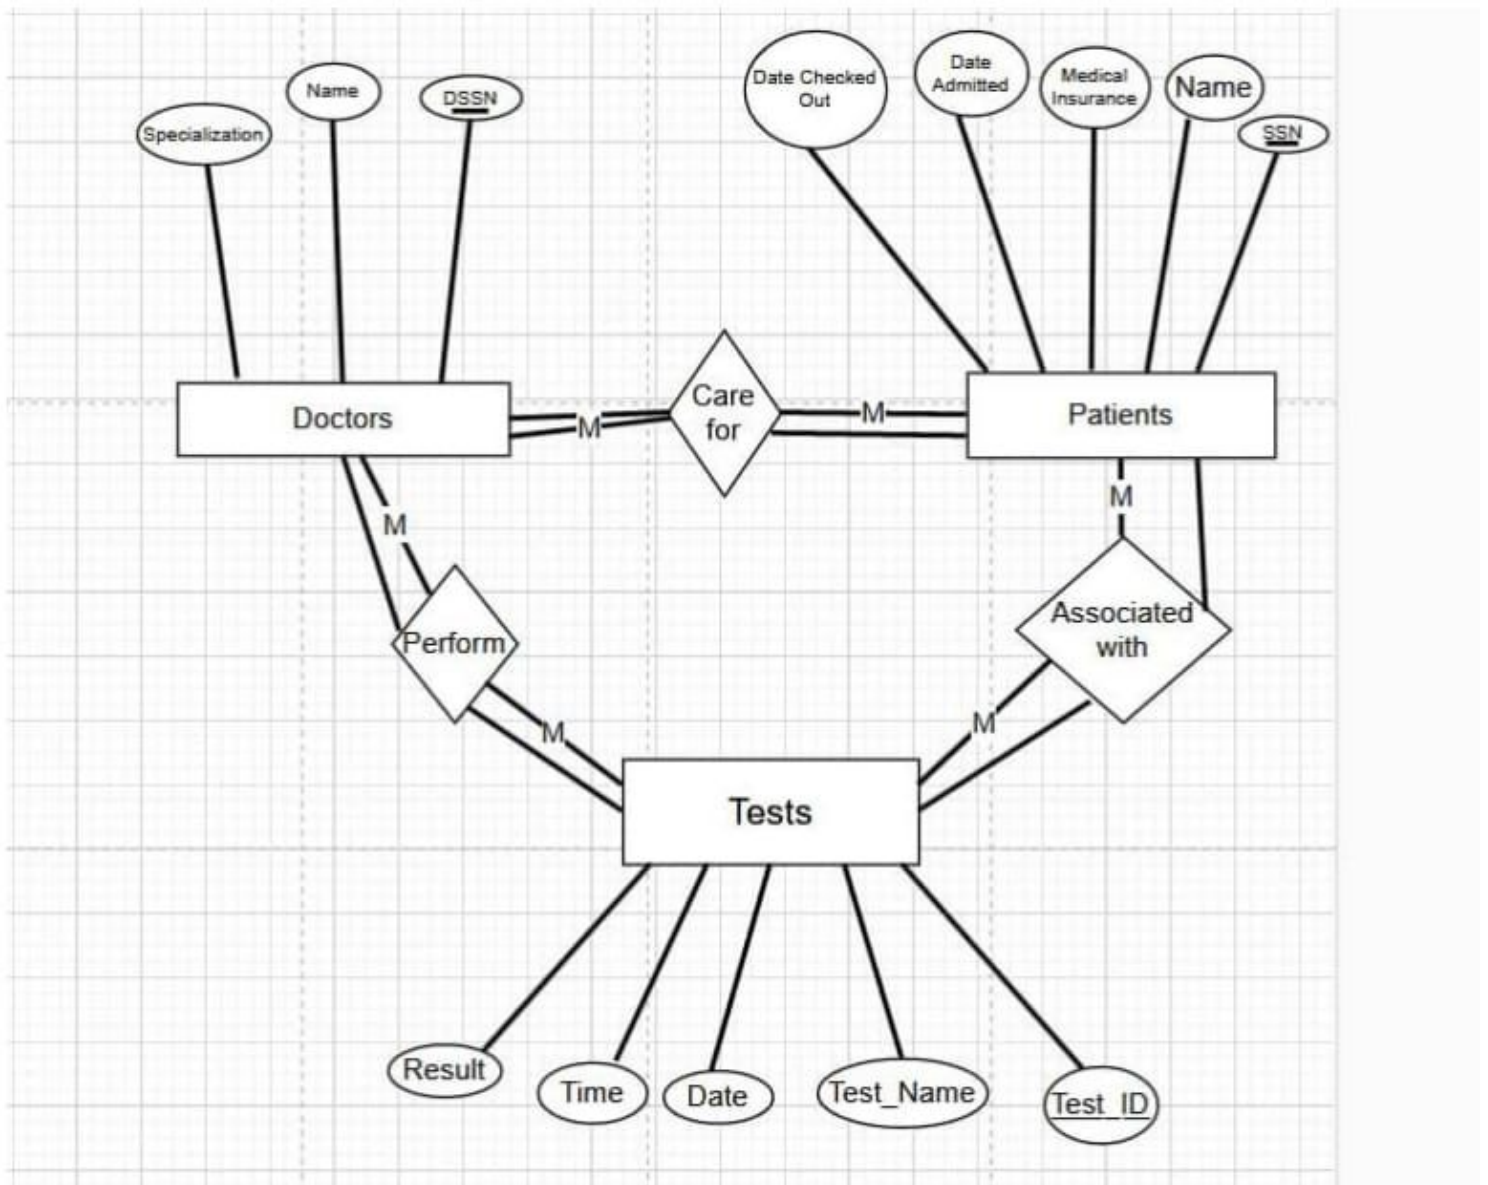 Specialization
Name
DSSN
Date Checked
Out
Date
Admitted
Medical
Insurance
Name
SSN
Doctors
M
Care
for
M
Patients
M
M
Perform
Associated
with
M
M
Tests
Result
Time
Date
Test_Name
Test_ID